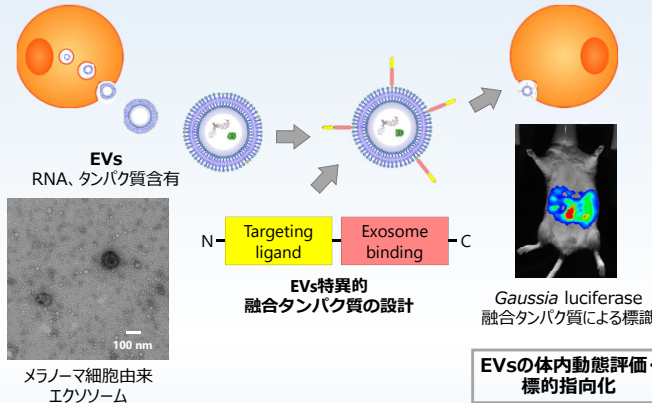 EVs
RNA、タンパク質含有
100 nm
メラノーマ細胞由来
エクソソーム
N
Targeting
ligand
Exosome
binding
C
EVs特異的
融合タンパク質の設計
Gaussia luciferase
融合タンパク質による標識
EVsの体内動態評価・
標的指向化